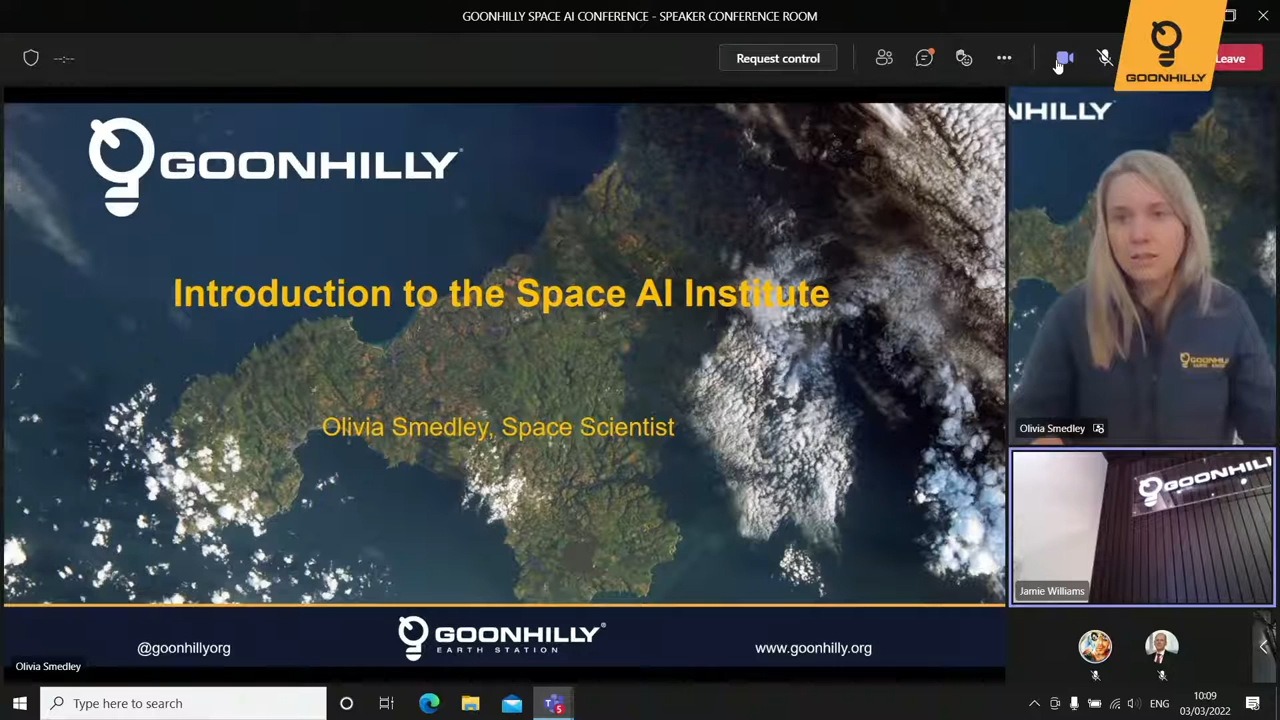 GOONHILLY SPACE AI CONFERENCE - SPEAKER CONFERENCE ROOM
--:--
Request control
Leave
GOONHILLY
GOONHILLY
NHILLY
Introduction to the Space AI Institute
Olivia Smedley, Space Scientist
GOONHILLY
Olivia Smedley
GOONHILL
Jamie Williams
@goonhillyorg
GOONHILLY
EARTH STATION
www.goonhilly.org
Olivia Smedley
Type here to search
ENG
10:09
03/03/2022